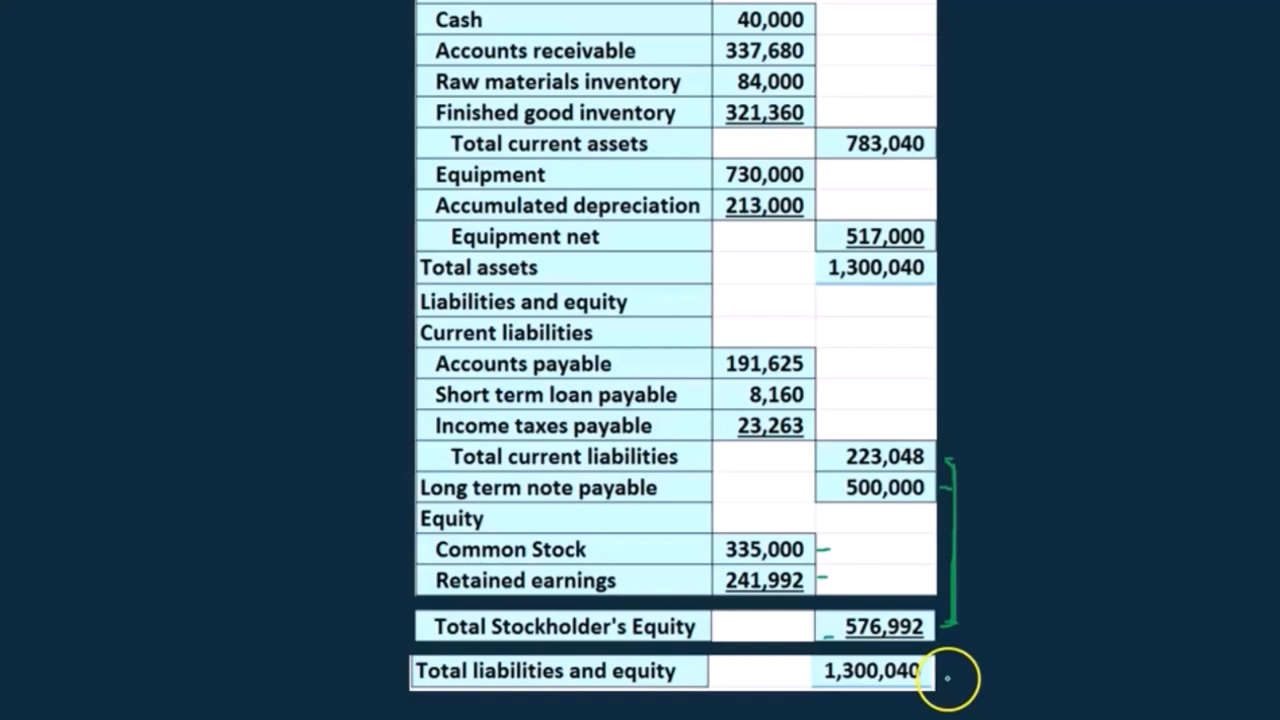 Cash 40,000
Accounts receivable 337,680
Raw materials inventory 84,000
Finished good inventory 321,360
Total current assets 783,040
Equipment 730,000
Accumulated depreciation 213,000
Equipment net 517,000
Total assets 1,300,040
Liabilities and equity
Current liabilities
Accounts payable 191,625
Short term loan payable 8,160
Income taxes payable 23,263
Total current liabilities 223,048
Long term note payable 500,000
Equity
Common Stock 335,000
Retained earnings 241,992
Total Stockholder's Equity 576,992
Total liabilities and equity 1,300,040